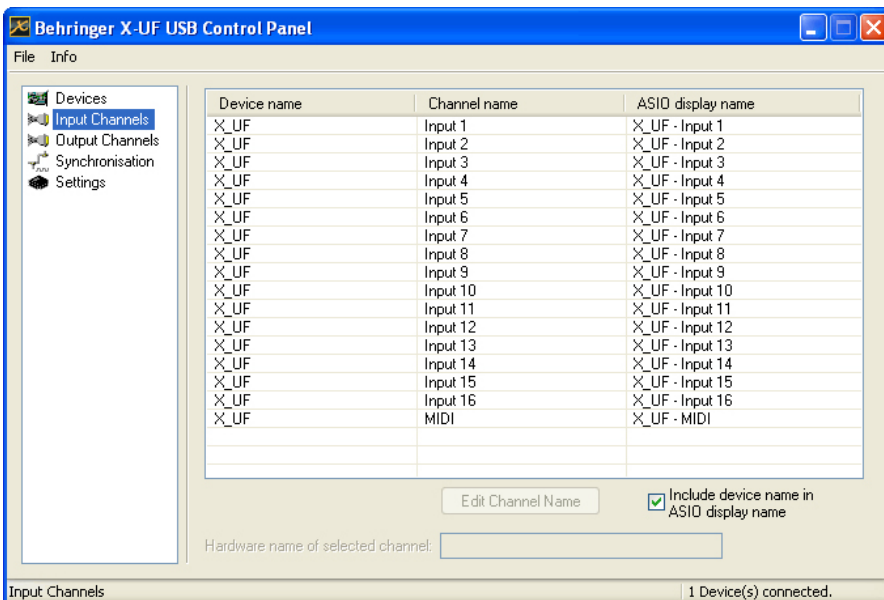 Behringer X-UF USB Control Panel
File Info
Devices
Input Channels
Output Channels
Synchronisation
Settings
Device name Channel name ASIO display name
X_UF Input 1 X_UF - Input 1
X_UF Input 2 X_UF - Input 2
X_UF Input 3 X_UF - Input 3
X_UF Input 4 X_UF - Input 4
X_UF Input 5 X_UF - Input 5
X_UF Input 6 X_UF - Input 6
X_UF Input 7 X_UF - Input 7
X_UF Input 8 X_UF - Input 8
X_UF Input 9 X_UF - Input 9
X_UF Input 10 X_UF - Input 10
X_UF Input 11 X_UF - Input 11
X_UF Input 12 X_UF - Input 12
X_UF Input 13 X_UF - Input 13
X_UF Input 14 X_UF - Input 14
X_UF Input 15 X_UF - Input 15
X_UF Input 16 X_UF - Input 16
X_UF MIDI X_UF - MIDI
Edit Channel Name
Include device name in
ASIO display name
Hardware name of selected channel:
Input Channels 1 Device(s) connected.